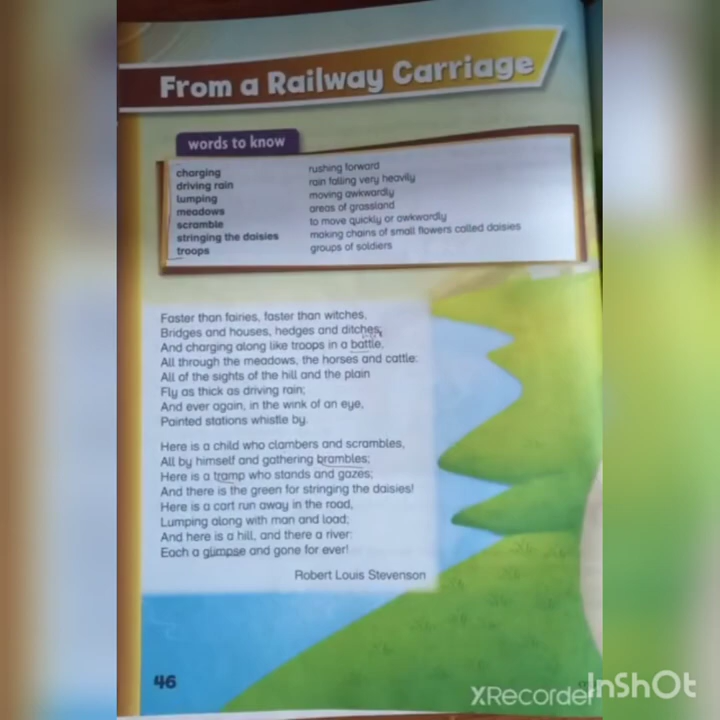 From a Railway Carriage
words to know
charging rushing forward
driving rain rain falling very heavily
lumping moving awkwardly
meadows areas of grassland
scramble to move quickly or awkwardly
stringing the daisies making chains of small flowers called daisies
troops groups of soldiers
Faster than fairies, faster than witches,
Bridges and houses, hedges and ditches;
And charging along like troops in a battle,
All through the meadows, the horses and cattle:
All of the sights of the hill and the plain
Fly as thick as driving rain;
And ever again, in the wink of an eye,
Painted stations whistle by.
Here is a child who clambers and scrambles,
All by himself and gathering brambles;
Here is a tramp who stands and gazes;
And there is the green for stringing the daisies!
Here is a cart run away in the road,
Lumping along with man and load;
And here is a hill, and there a river:
Each a glimpse and gone for ever!
Robert Louis Stevenson
46
XRecorder
InShOt